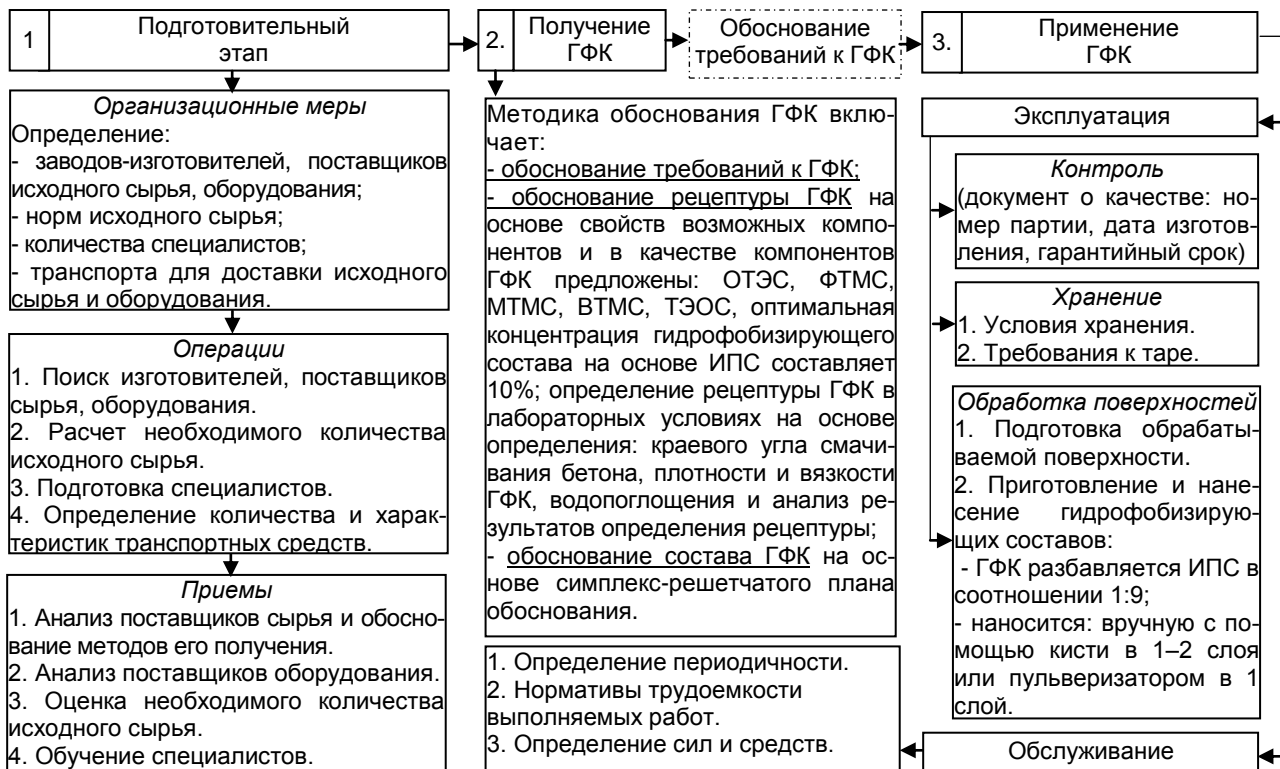 1
Подготовительный
этап
Организационные меры
Определение:
- заводов-изготовителей, поставщиков
исходного сырья, оборудования;
- норм исходного сырья;
- количества специалистов;
- транспорта для доставки исходного
сырья и оборудования.
Операции
1. Поиск изготовителей, поставщиков
сырья, оборудования.
2. Расчет необходимого количества
исходного сырья.
3. Подготовка специалистов.
4. Определение количества и харак-
теристик транспортных средств.
Приемы
1. Анализ поставщиков сырья и обосно-
вание методов его получения.
2. Анализ поставщиков оборудования.
3. Оценка необходимого количества
исходного сырья.
4. Обучение специалистов.
2.
Получение
ГФК
Обоснование
требований к ГФК
Методика обоснования ГФК вклю-
чает:
- обоснование требований к ГФК;
- обоснование рецептуры ГФК на
основе свойств возможных компо-
нентов и в качестве компонентов
ГФК предложены: ОТЭС, ФТМС,
МТМС, ВТМС, ТЭОС, оптимальная
концентрация гидрофобизирующего
состава на основе ИПС составляет
10%; определение рецептуры ГФК в
лабораторных условиях на основе
определения: краевого угла смачи-
вания бетона, плотности и вязкости
ГФК, водопоглощения и анализ ре-
зультатов определения рецептуры;
- обоснование состава ГФК на ос-
нове симплекс-решетчатого плана
обоснования.
1. Определение периодичности.
2. Нормативы трудоемкости
выполняемых работ.
3. Определение сил и средств.
3.
Применение
ГФК
Эксплуатация
Контроль
(документ о качестве: но-
мер партии, дата изготов-
ления, гарантийный срок)
Хранение
1. Условия хранения.
2. Требования к таре.
Обработка поверхностей
1. Подготовка обрабаты-
ваемой поверхности.
2. Приготовление и нане-
сение гидрофобизирую-
щих составов:
- ГФК разбавляется ИПС в
соотношении 1:9;
- наносится: вручную с по-
мощью кисти в 1–2 слоя
или пульверизатором в 1
слой.
Обслуживание